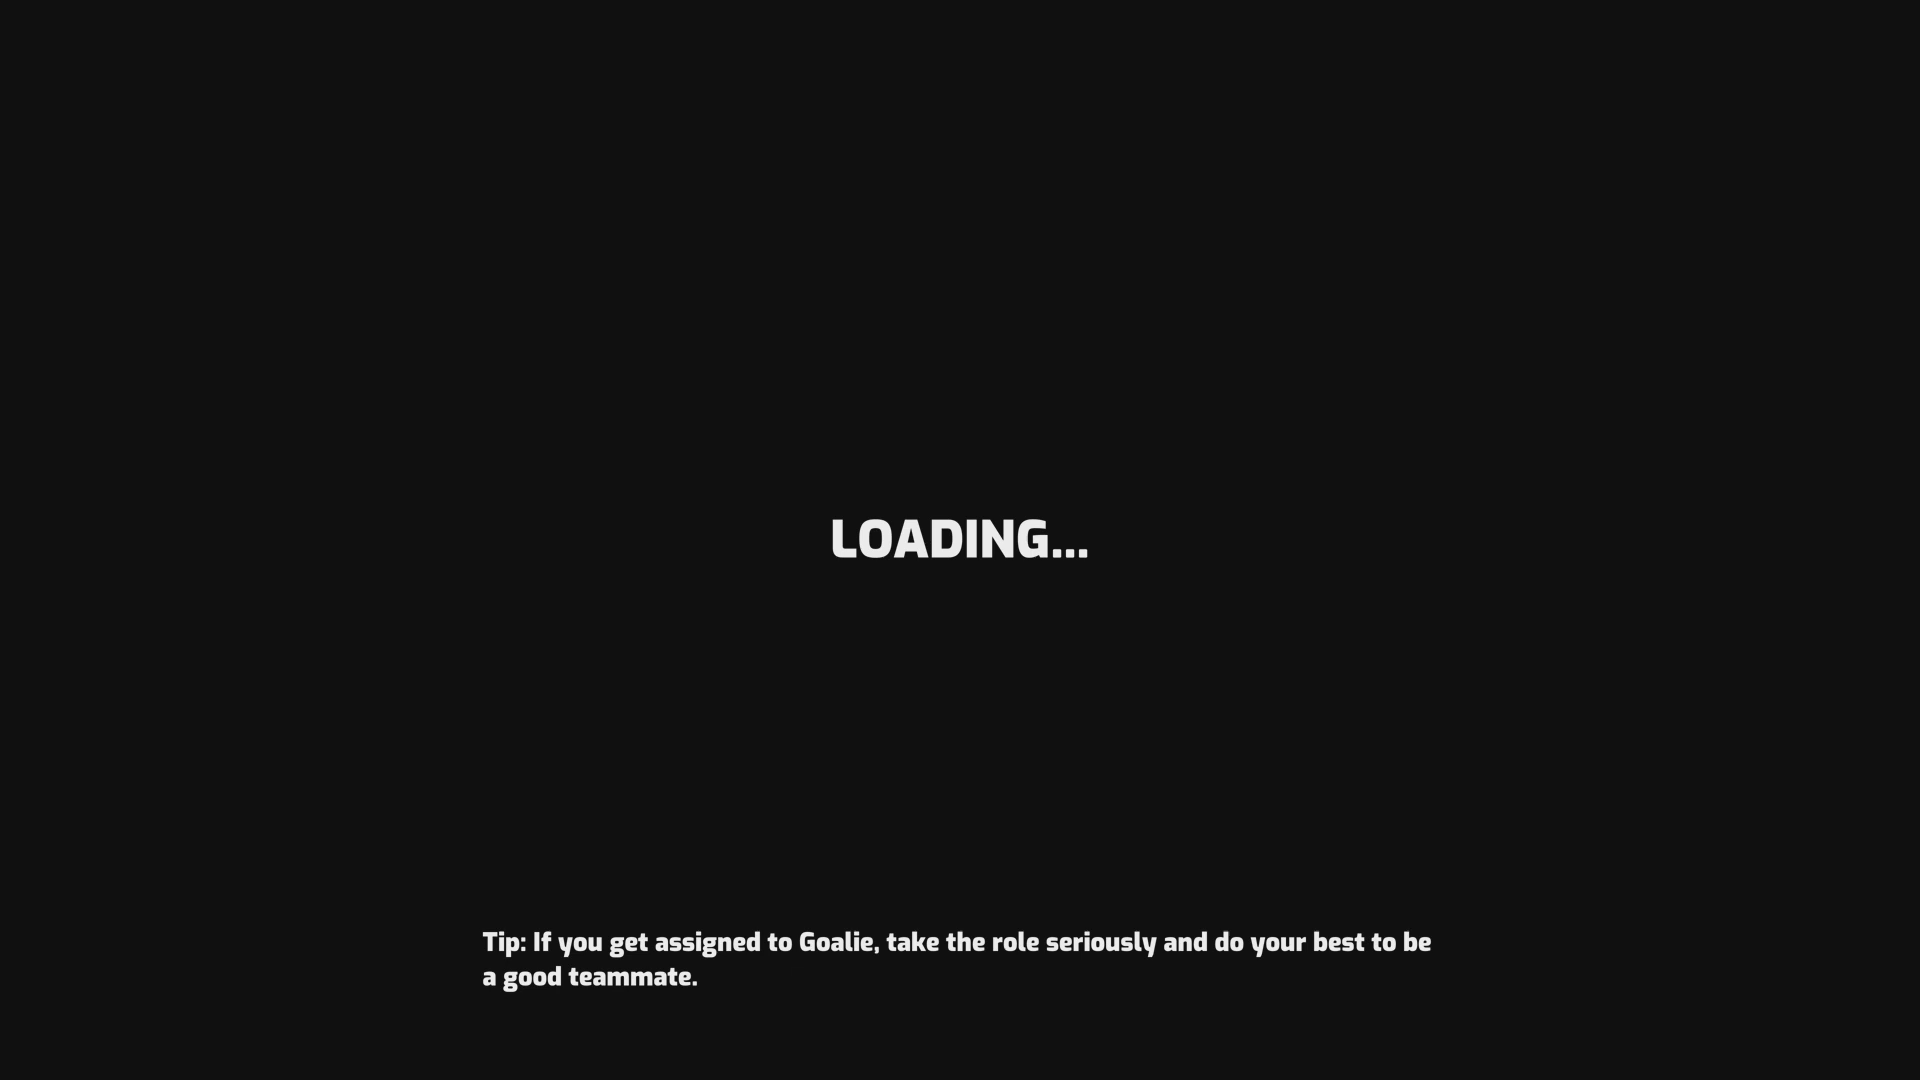 LOADING...
Tip: If you get assigned to Goalie, take the role seriously and do your best to be
a good teammate.